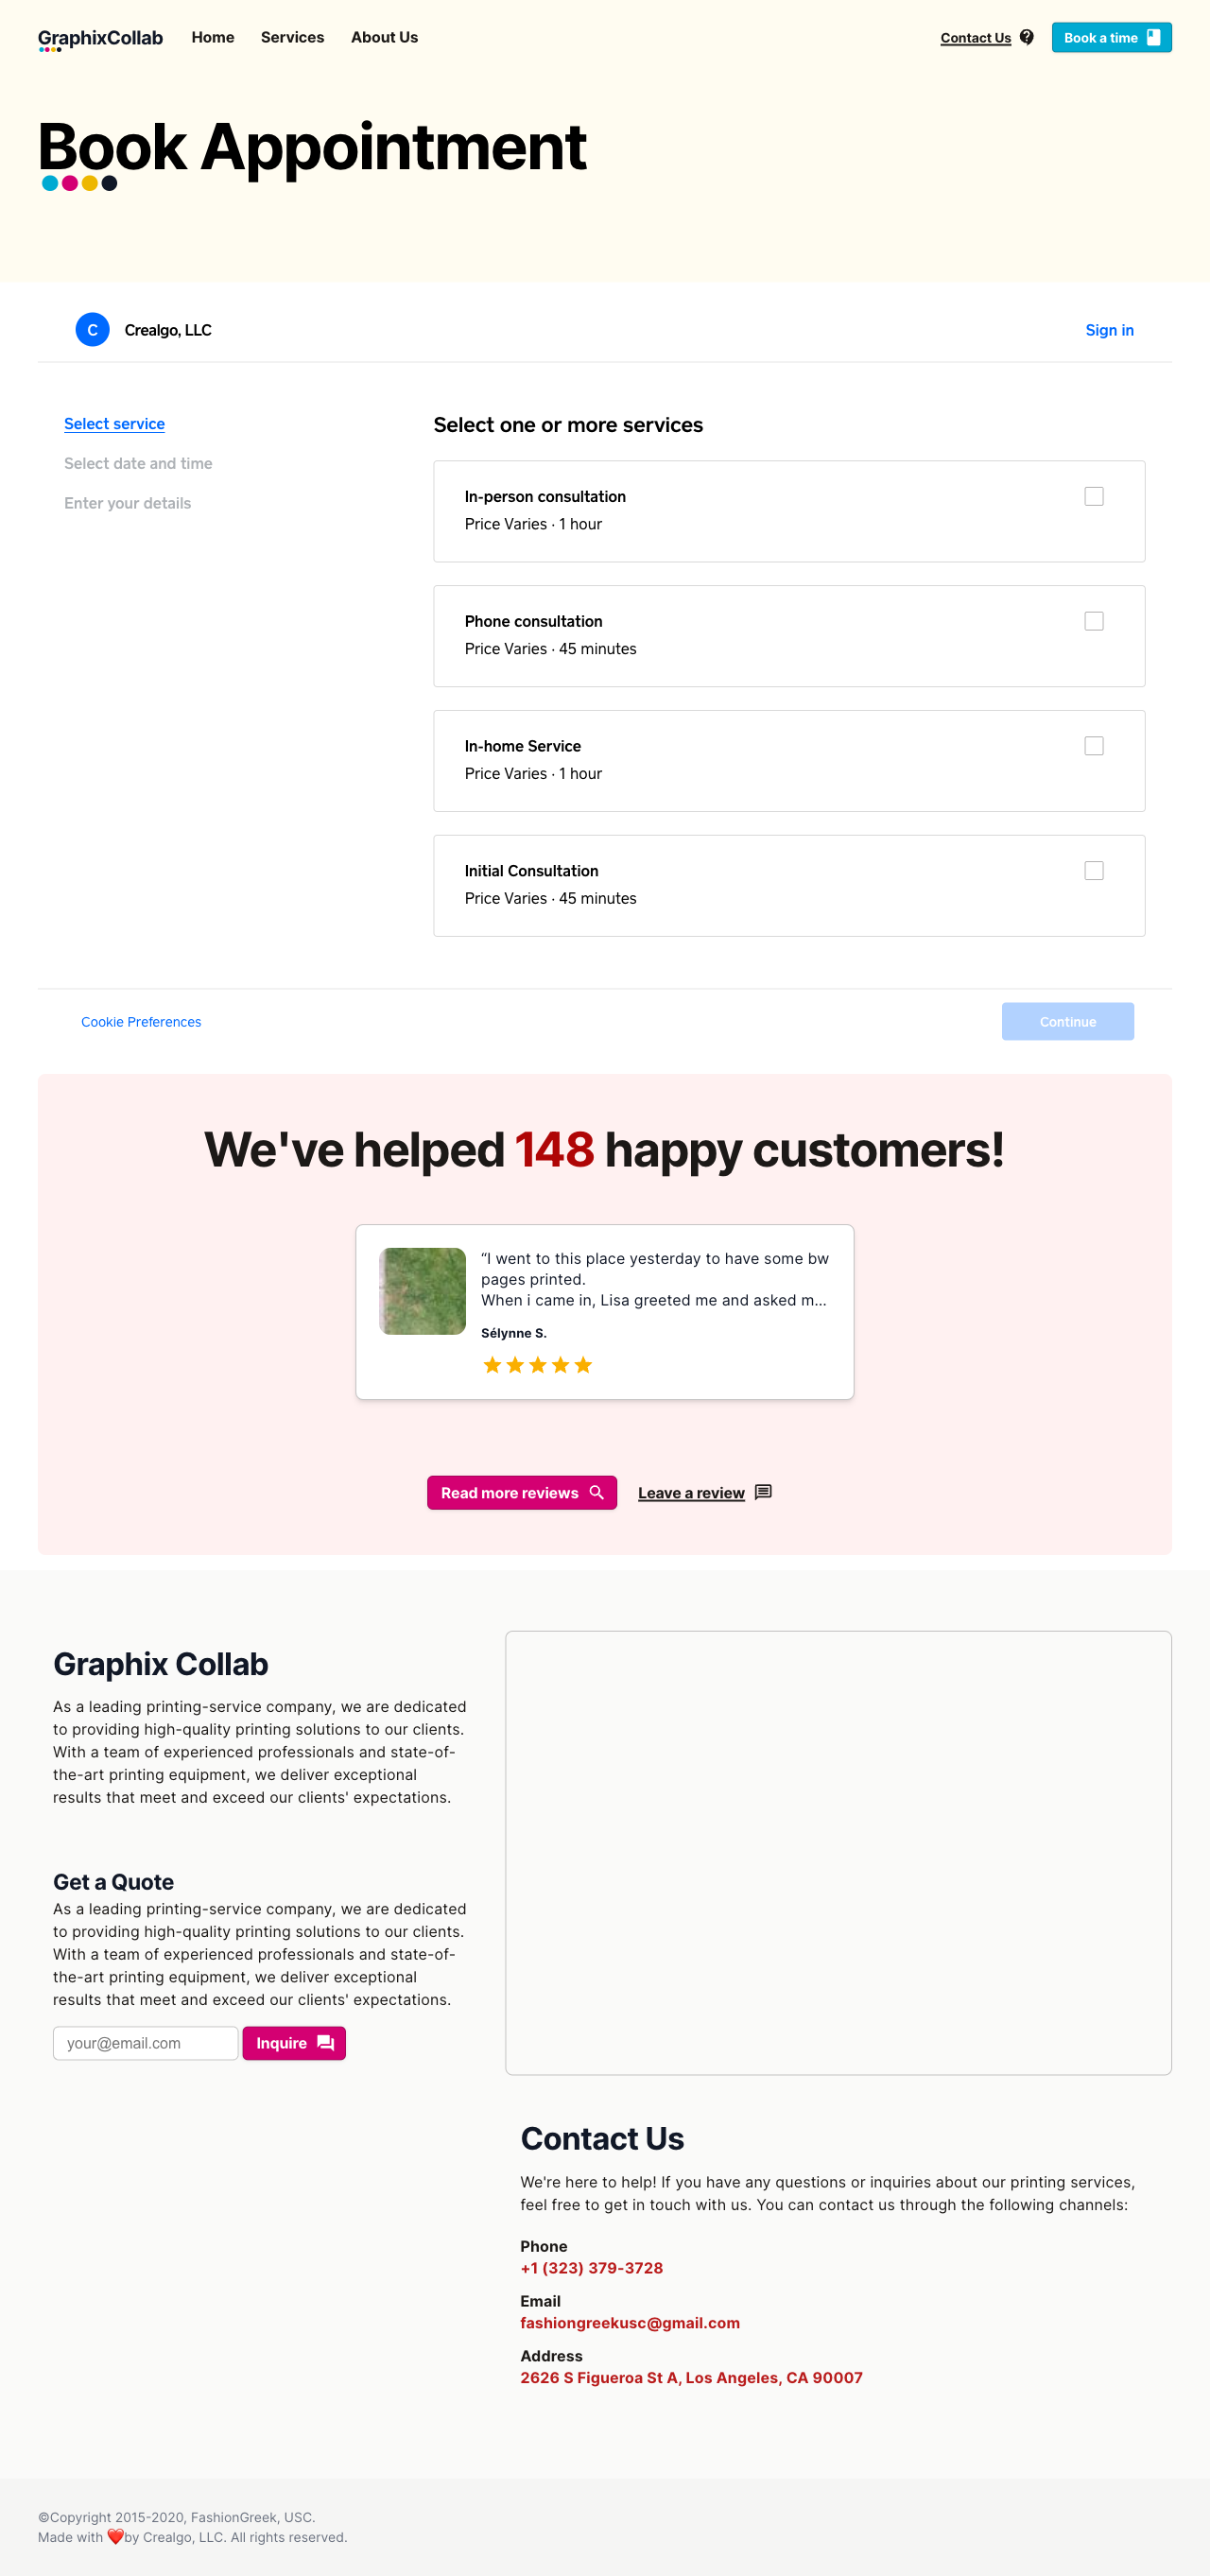 GraphixCollab
Home
Services
About Us
Contact Us
Book a time
Book Appointment
C
Crealgo, LLC
Sign in
Select service
Select date and time
Enter your details
Select one or more services
In-person consultation
Price Varies · 1 hour
Phone consultation
Price Varies · 45 minutes
In-home Service
Price Varies · 1 hour
Initial Consultation
Price Varies · 45 minutes
Cookie Preferences
Continue
We've helped 148 happy customers!
“I went to this place yesterday to have some bw
pages printed.
When i came in, Lisa greeted me and asked m...
Sélynne S.
Read more reviews
Leave a review
Graphix Collab
As a leading printing-service company, we are dedicated
to providing high-quality printing solutions to our clients.
With a team of experienced professionals and state-of-
the-art printing equipment, we deliver exceptional
results that meet and exceed our clients' expectations.
Get a Quote
As a leading printing-service company, we are dedicated
to providing high-quality printing solutions to our clients.
With a team of experienced professionals and state-of-
the-art printing equipment, we deliver exceptional
results that meet and exceed our clients' expectations.
your@email.com
Inquire
Contact Us
We're here to help! If you have any questions or inquiries about our printing services,
feel free to get in touch with us. You can contact us through the following channels:
Phone
+1 (323) 379-3728
Email
fashiongreekusc@gmail.com
Address
2626 S Figueroa St A, Los Angeles, CA 90007
©Copyright 2015-2020, FashionGreek, USC.
Made with ❤️by Crealgo, LLC. All rights reserved.